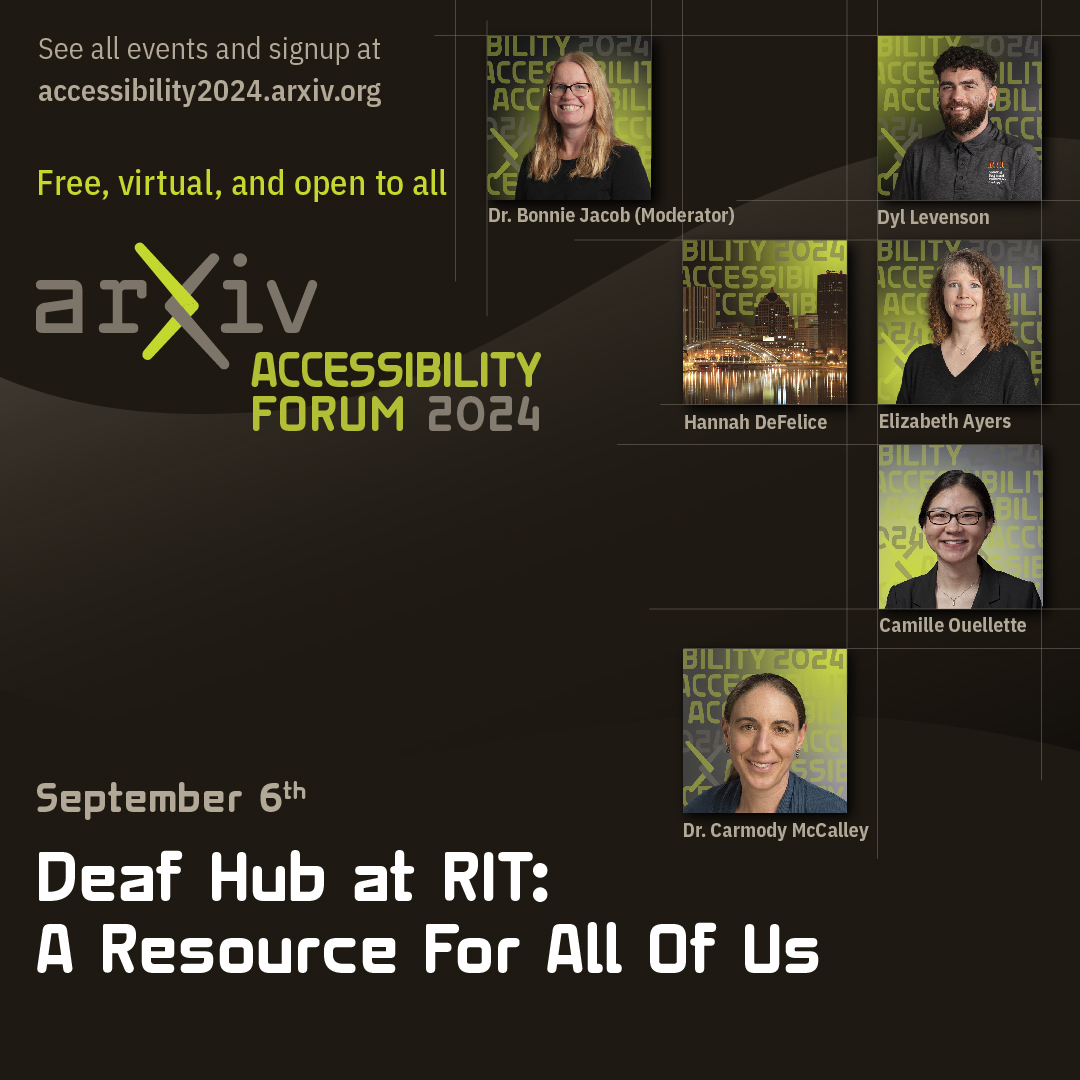 See all events and signup at
accessibility2024.arxiv.org
Free, virtual, and open to all
arXiv
ACCESSIBILITY
FORUM 2024
Dr. Bonnie Jacob (Moderator)
Dyl Levenson
Hannah DeFelice
Elizabeth Ayers
Camille Ouellette
Dr. Carmody McCalley
September 6th
Deaf Hub at RIT:
A Resource For All Of Us